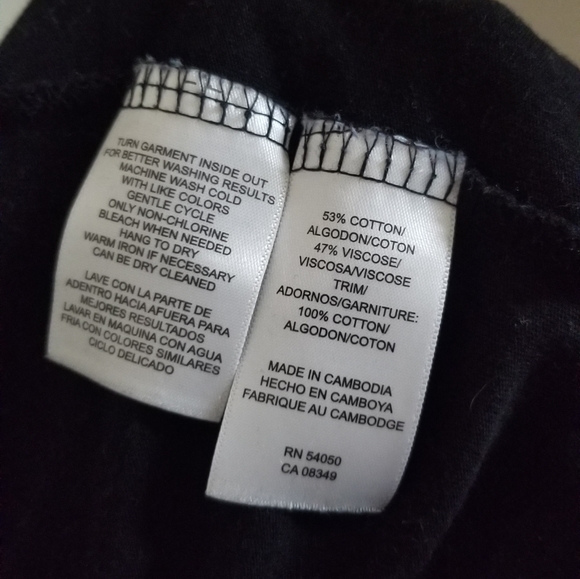 TURN GARMENT INSIDE OUT
FOR BETTER WASHING RESULTS
MACHINE WASH COLD
WITH LIKE COLORS
GENTLE CYCLE
ONLY NON-CHLORINE
BLEACH WHEN NEEDED
HANG TO DRY
WARM IRON IF NECESSARY
CAN BE DRY CLEANED
LAVE CON LA PARTE DE
ADENTRO HACIA AFUERA PARA
MEJORES RESULTADOS
LAVAR EN MAQUINA CON AGUA
FRIA CON COLORES SIMILARES
CICLO DELICADO
53% COTTON/
ALGODON/COTON
47% VISCOSE/
VISCOSA/VISCOSE
TRIM/
ADORNOS/GARNITURE:
100% COTTON/
ALGODON/COTON
MADE IN CAMBODIA
HECHO EN CAMBOYA
FABRIQUE AU CAMBODGE
RN 54050
CA 08349